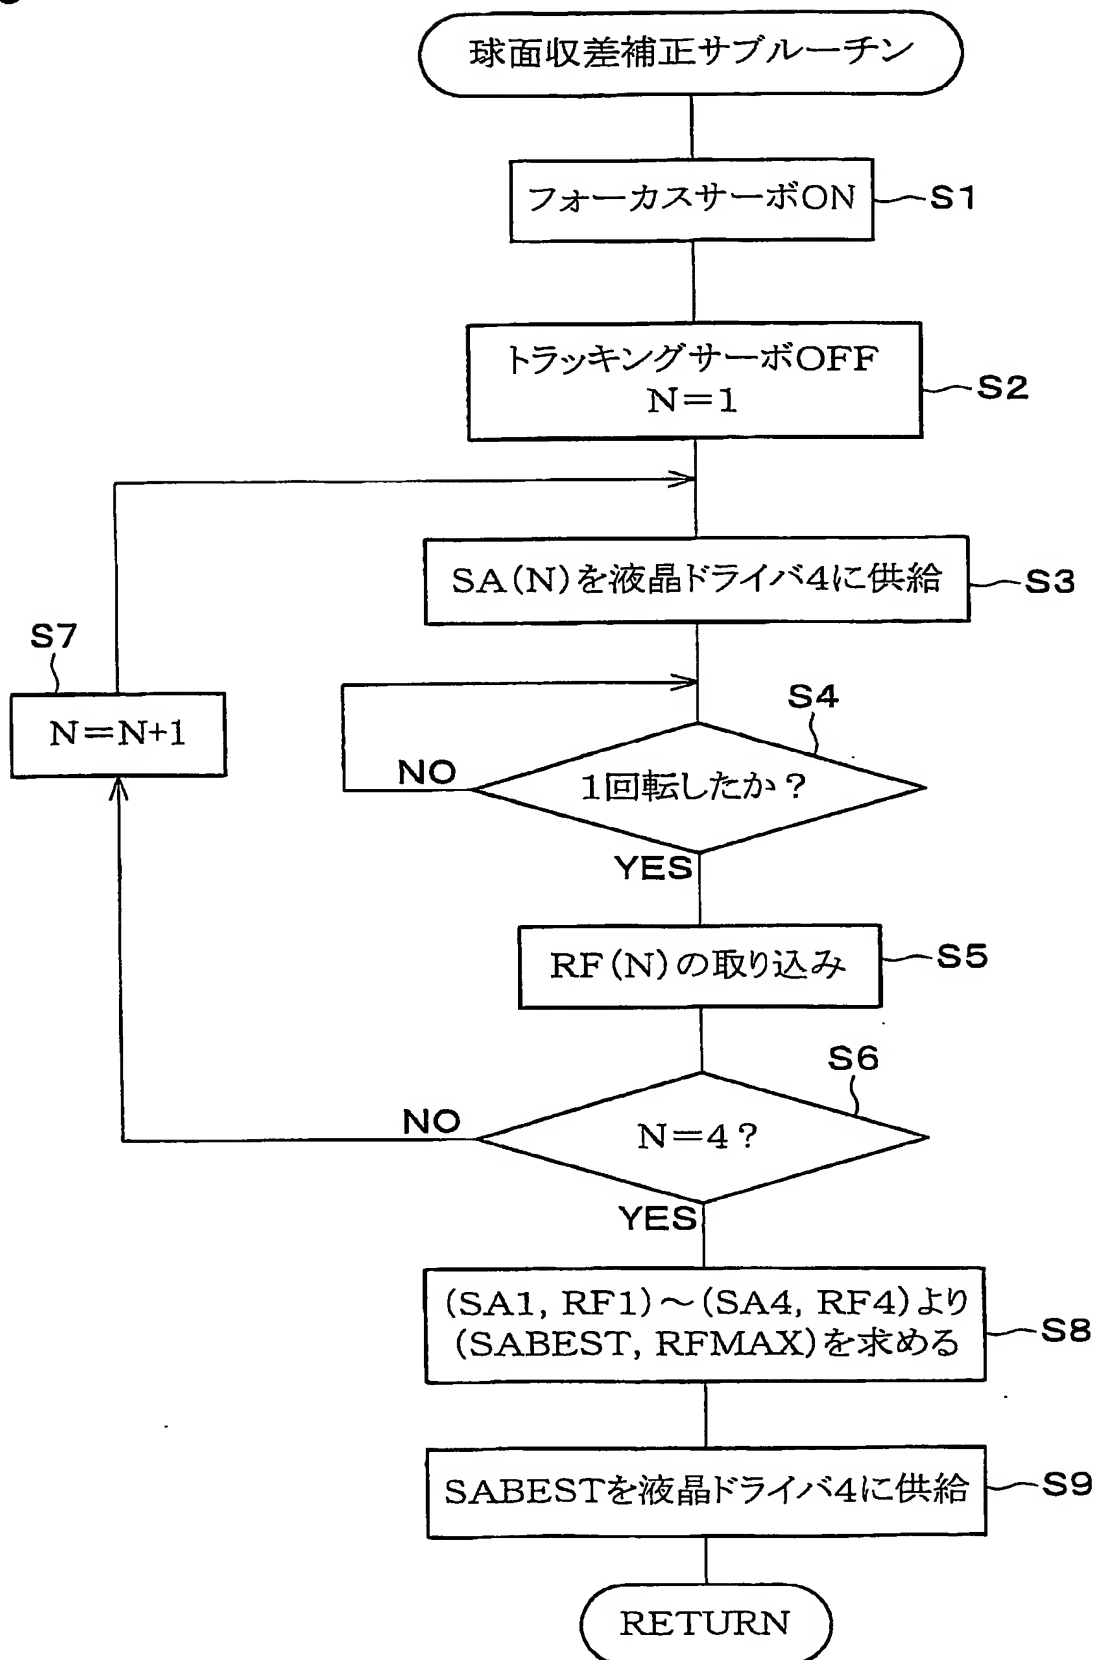 球面収差補正サブルーチン
フォーカスサーボON
S1
トラッキングサーボOFF
N=1
S2
SA(N)を液晶ドライバ4に供給
S3
S7
N=N+1
S4
1回転したか?
NO
YES
RF(N)の取り込み
S5
S6
N=4?
NO
YES
(SA1, RF1)~(SA4, RF4)より
(SABEST, RFMAX)を求める
S8
SABESTを液晶ドライバ4に供給
S9
RETURN